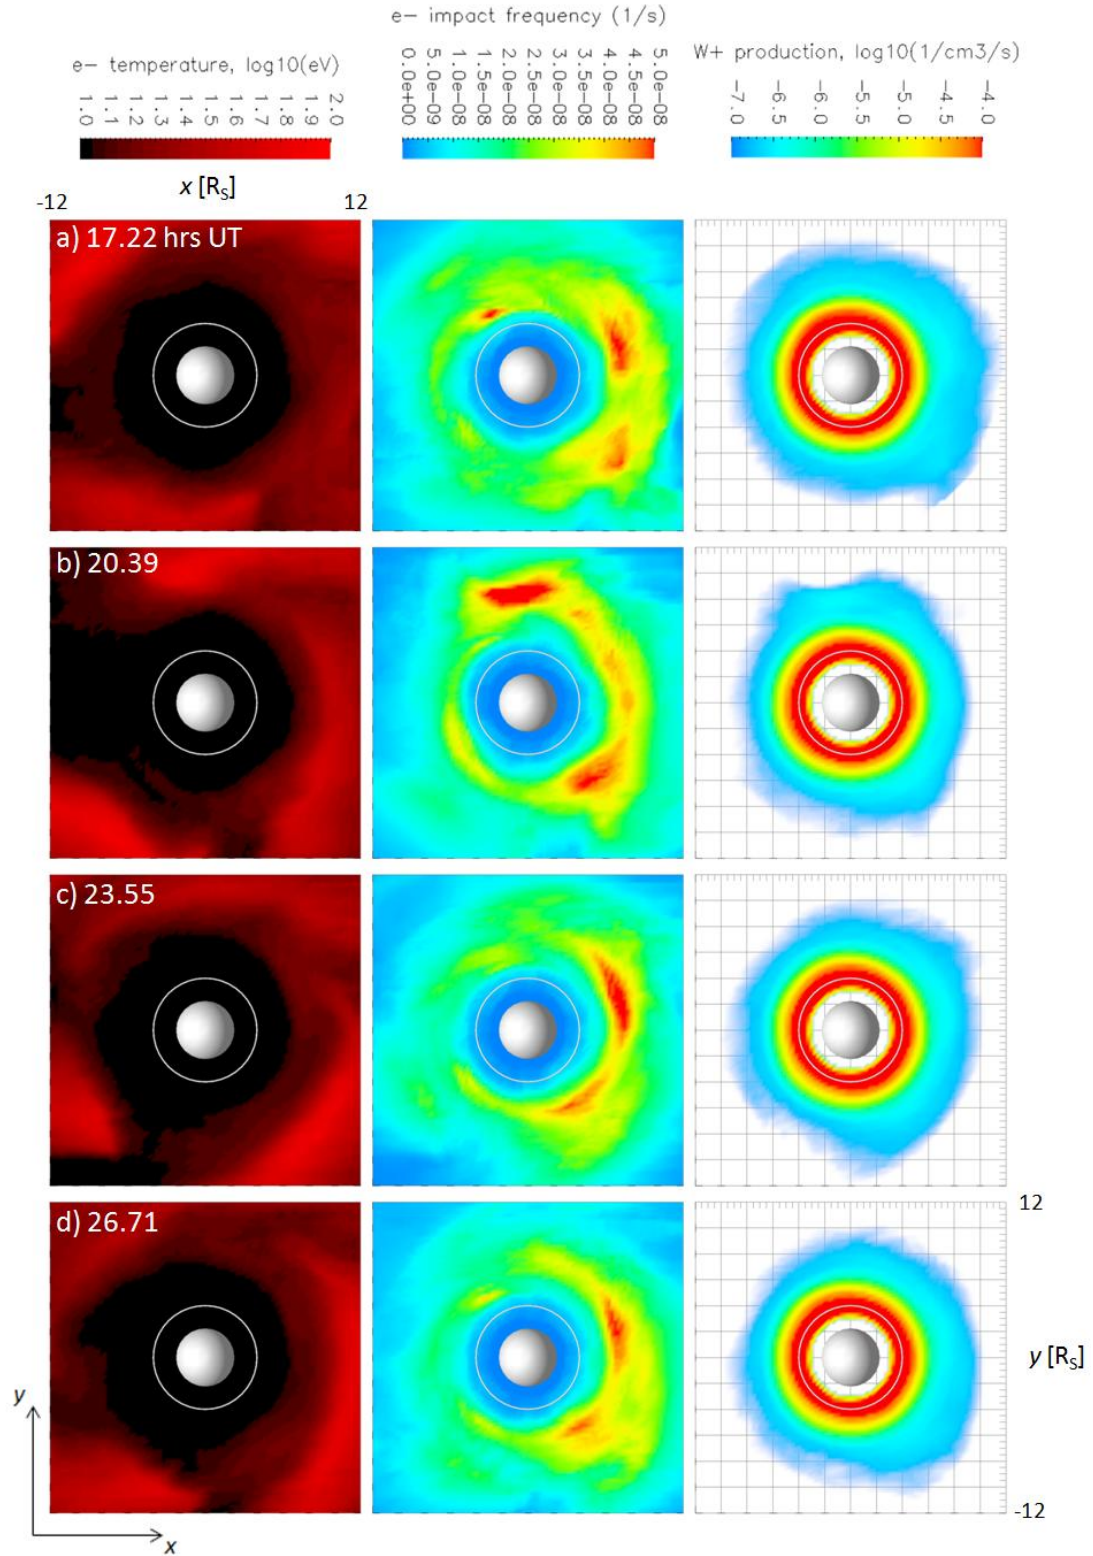 e− impact frequency (1/s)
e− temperature, log10(eV)
W+ production, log10(1/cm3/s)
1.0 1.1 1.2 1.3 1.4 1.5 1.6 1.7 1.8 1.9 2.0
0.0e+00 5.0e−09 1.0e−08 1.5e−08 2.0e−08 2.5e−08 3.0e−08 3.5e−08 4.0e−08 4.5e−08 5.0e−08
−7.0 −6.5 −6.0 −5.5 −5.0 −4.5 −4.0
x [RS]
-12 12
a) 17.22 hrs UT
b) 20.39
c) 23.55
d) 26.71
12
y [RS]
-12
y
x